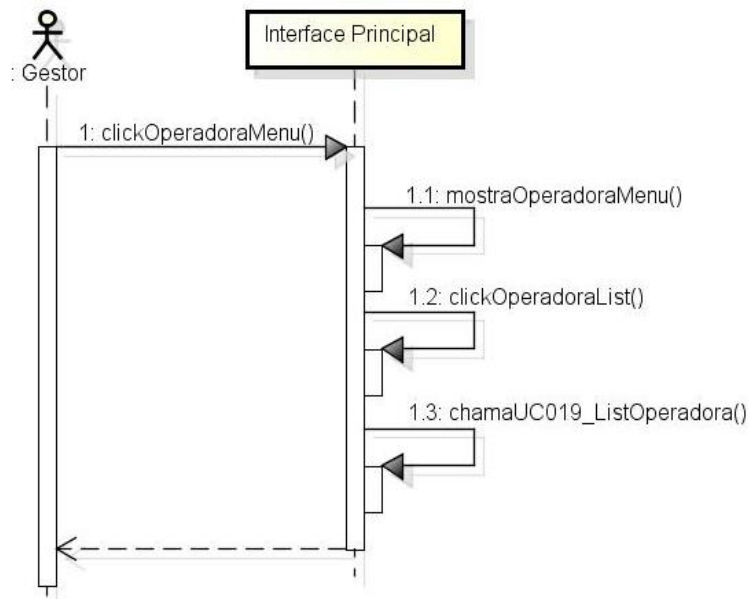 Interface Principal
: Gestor
1: clickOperadoraMenu()
1.1: mostraOperadoraMenu()
1.2: clickOperadoraList()
1.3: chamaUC019_ListOperadora()